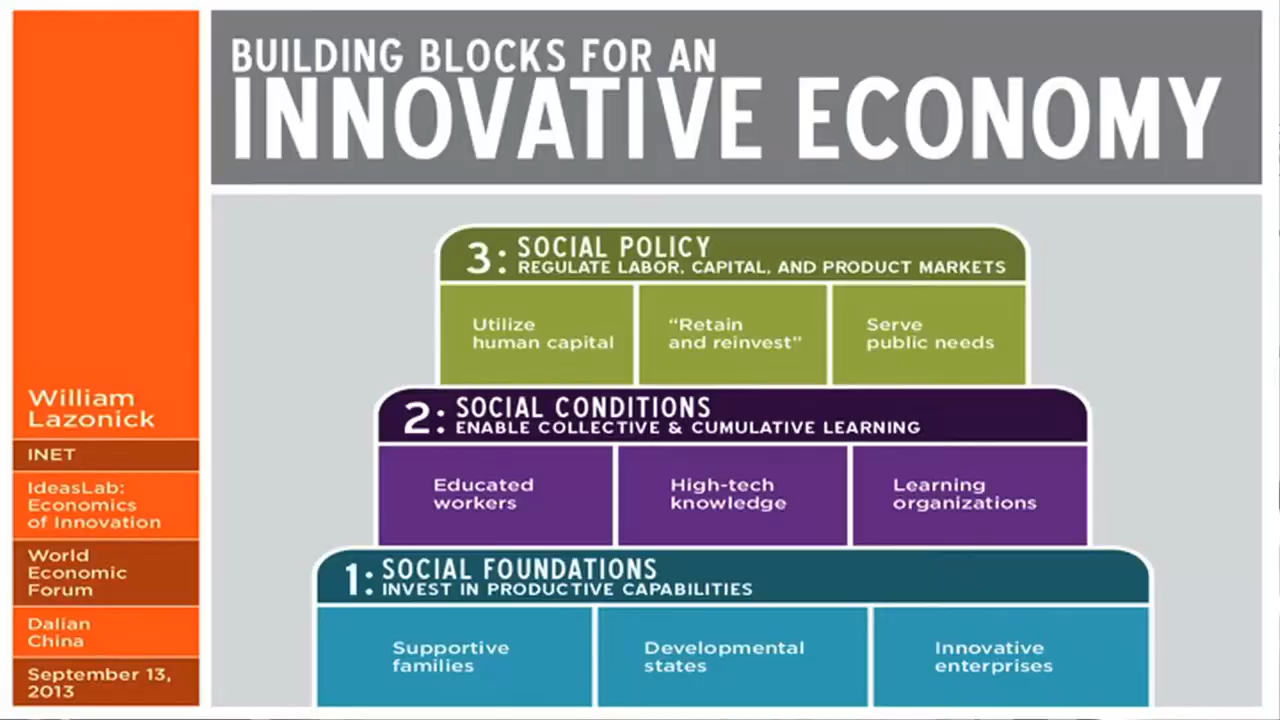 BUILDING BLOCKS FOR AN
INNOVATIVE ECONOMY
William
Lazonick
INET
IdeasLab:
Economics
of Innovation
World
Economic
Forum
Dalian
China
September 13,
2013
3: SOCIAL POLICY
REGULATE LABOR, CAPITAL, AND PRODUCT MARKETS
Utilize
human capital
“Retain
and reinvest”
Serve
public needs
2: SOCIAL CONDITIONS
ENABLE COLLECTIVE & CUMULATIVE LEARNING
Educated
workers
High-tech
knowledge
Learning
organizations
1: SOCIAL FOUNDATIONS
INVEST IN PRODUCTIVE CAPABILITIES
Supportive
families
Developmental
states
Innovative
enterprises